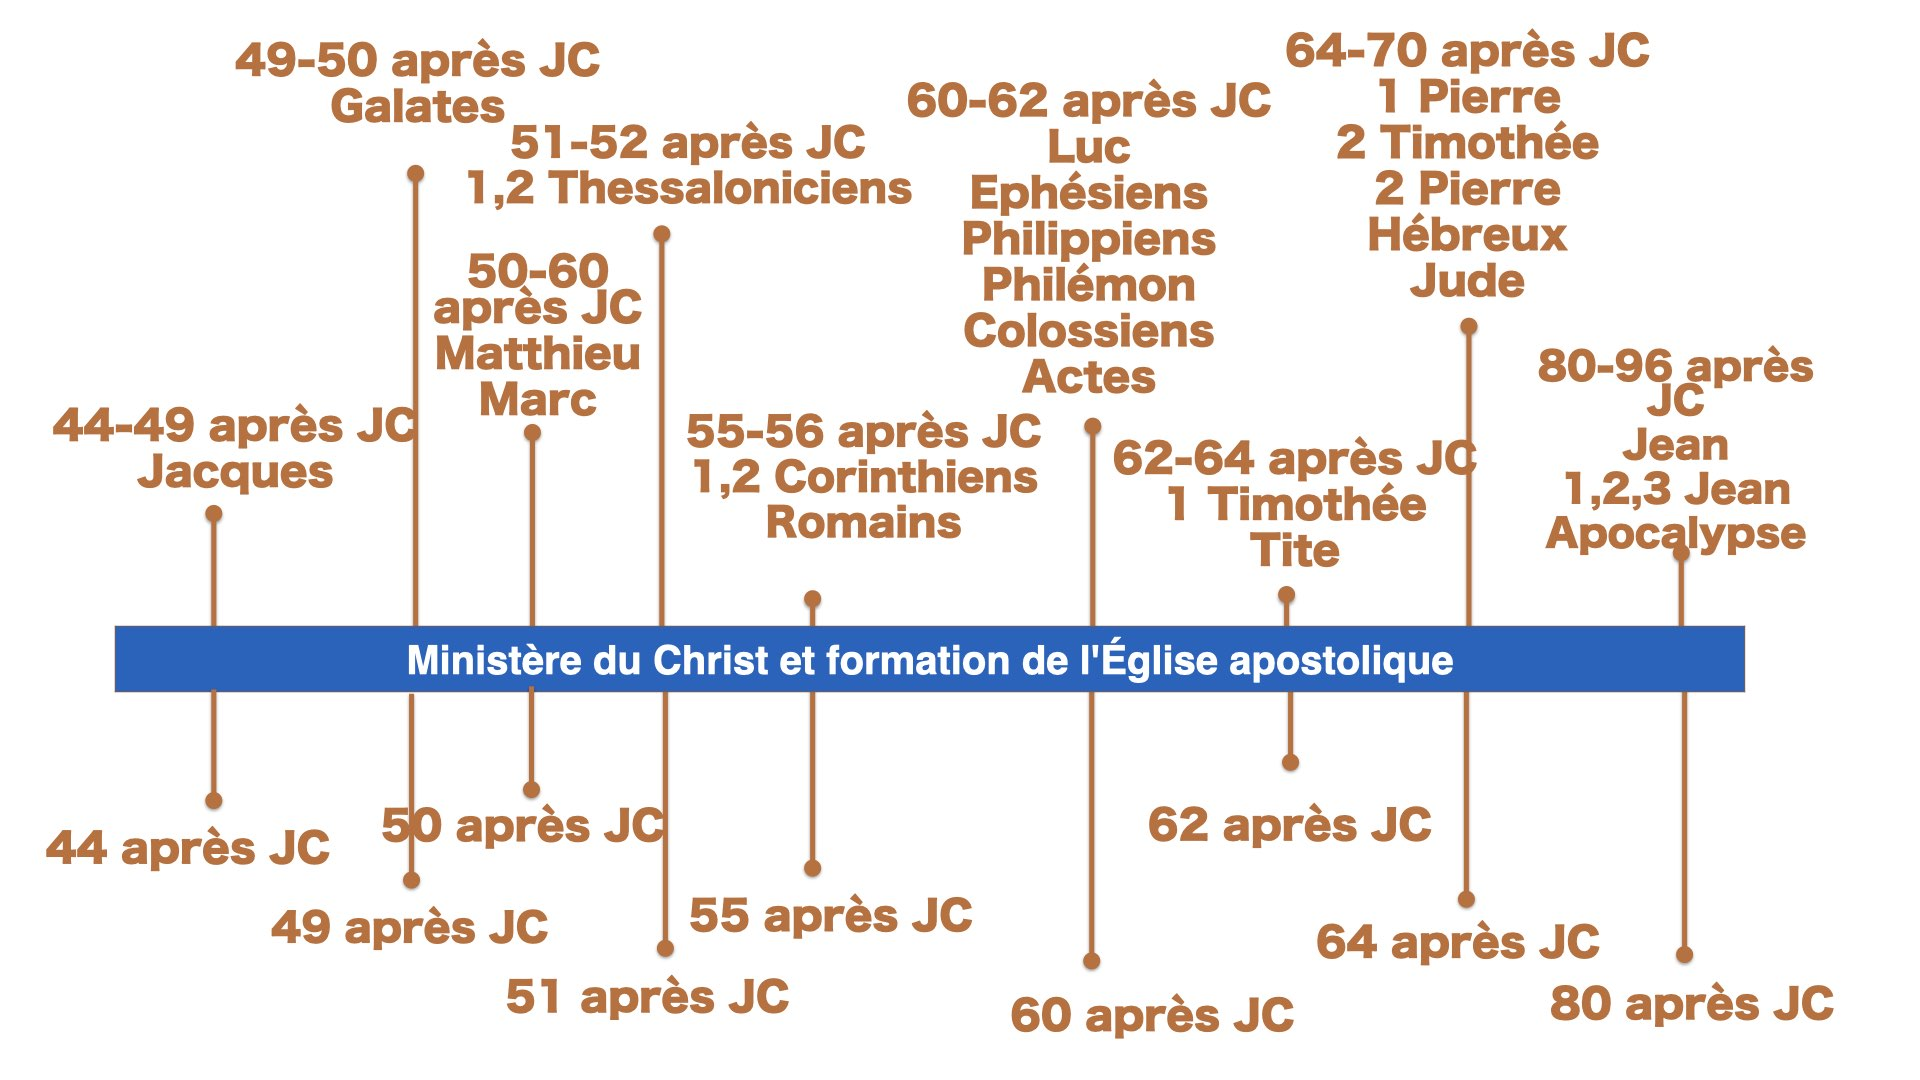 49-50 après JC
Galates
51-52 après JC
1,2 Thessaloniciens
60-62 après JC
Luc
Ephésiens
Philippiens
Philémon
Colossiens
Actes
64-70 après JC
1 Pierre
2 Timothée
2 Pierre
Hébreux
Jude
50-60
après JC
Matthieu
Marc
44-49 après JC
Jacques
55-56 après JC
1,2 Corinthiens
Romains
62-64 après JC
1 Timothée
Tite
80-96 après
JC
Jean
1,2,3 Jean
Apocalypse
Ministère du Christ et formation de l'Église apostolique
44 après JC
50 après JC
49 après JC
51 après JC
55 après JC
60 après JC
62 après JC
64 après JC
80 après JC